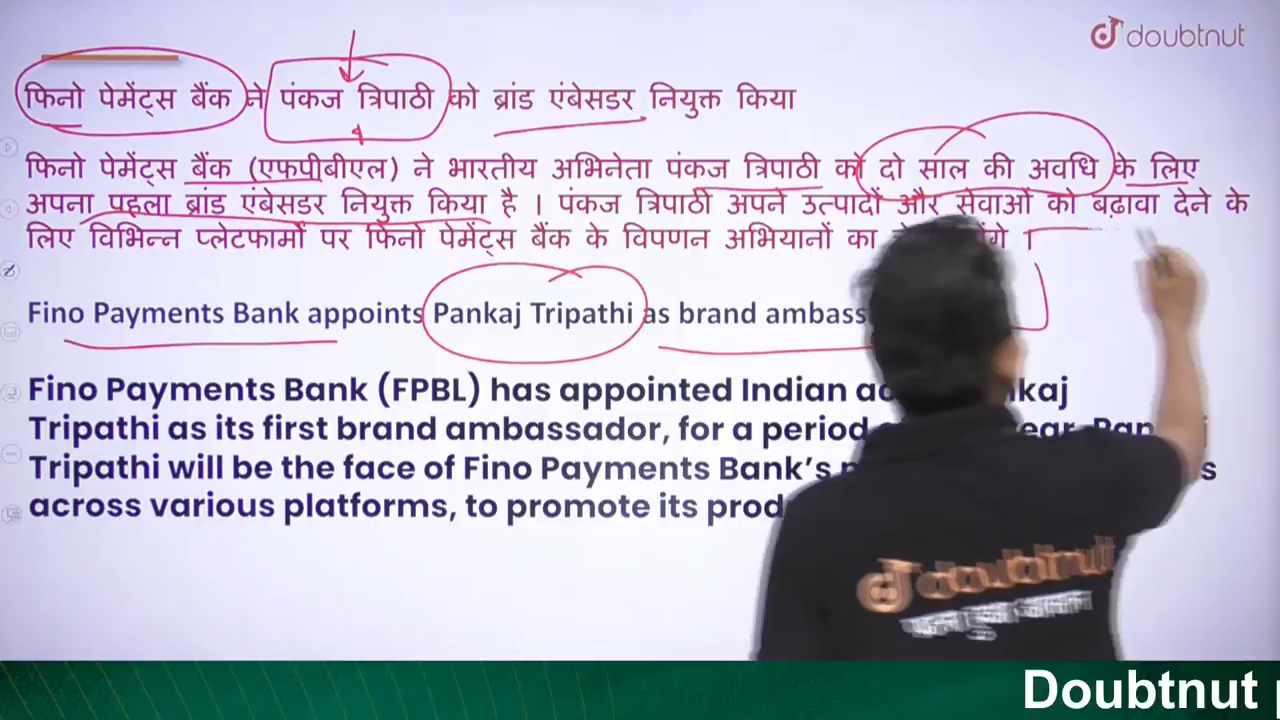 doubtnut
फिनो पेमेंट्स बैंक ने पंकज त्रिपाठी को ब्रांड एंबेसडर नियुक्त किया
फिनो पेमेंट्स बैंक (एफपीबीएल) ने भारतीय अभिनेता पंकज त्रिपाठी को दो साल की अवधि के लिए
अपना पहला ब्रांड एंबेसडर नियुक्त किया है । पंकज त्रिपाठी अपने उत्पादों और सेवाओं को बढ़ावा देने के
लिए विभिन्न प्लेटफार्मों पर फिनो पेमेंट्स बैंक के विपणन अभियानों का
Fino Payments Bank appoints Pankaj Tripathi as brand
Fino Payments Bank (FPBL) has appointed Indian
Tripathi as its first brand ambassador, for a period
Tripathi will be the face of Fino Payments Bank's
across various platforms, to promote its
doubtnut
Doubtnut